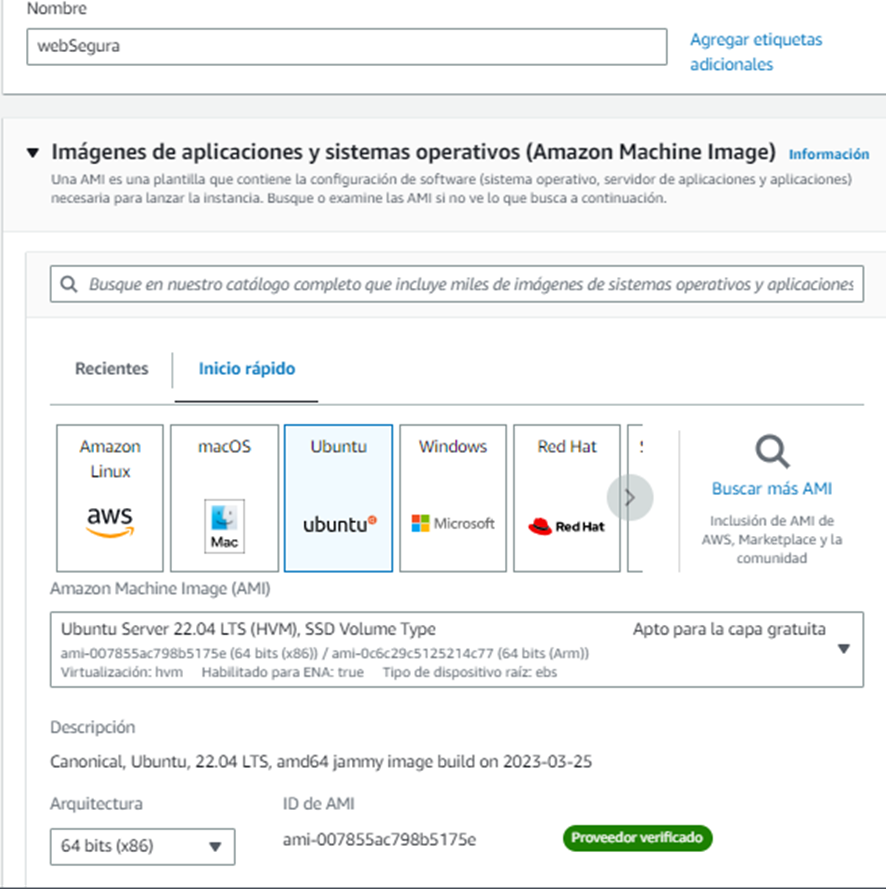 Nombre
webSegura
Agregar etiquetas
adicionales
Imágenes de aplicaciones y sistemas operativos (Amazon Machine Image) Información
Una AMI es una plantilla que contiene la configuración de software (sistema operativo, servidor de aplicaciones y aplicaciones)
necesaria para lanzar la instancia. Busque o examine las AMI si no ve lo que busca a continuación.
Busque en nuestro catálogo completo que incluye miles de imágenes de sistemas operativos y aplicaciones
Recientes
Inicio rápido
Amazon
Linux
aws
macOS
Mac
Ubuntu
ubuntu
Windows
Microsoft
Red Hat
Red Hat
Buscar más AMI
Inclusión de AMI de
AWS, Marketplace y la
comunidad
Amazon Machine Image (AMI)
Ubuntu Server 22.04 LTS (HVM), SSD Volume Type Apto para la capa gratuita
ami-007855ac798b5175e (64 bits (x86)) / ami-0c6c29c5125214c77 (64 bits (Arm))
Virtualización: hvm Habilitado para ENA: true Tipo de dispositivo raíz: ebs
Descripción
Canonical, Ubuntu, 22.04 LTS, amd64 jammy image build on 2023-03-25
Arquitectura
64 bits (x86)
ID de AMI
ami-007855ac798b5175e
Proveedor verificado